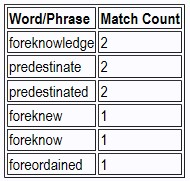 Word/Phrase Match Count
foreknowledge 2
predestinate 2
predestinated 2
foreknew 1
foreknow 1
foreordained 1